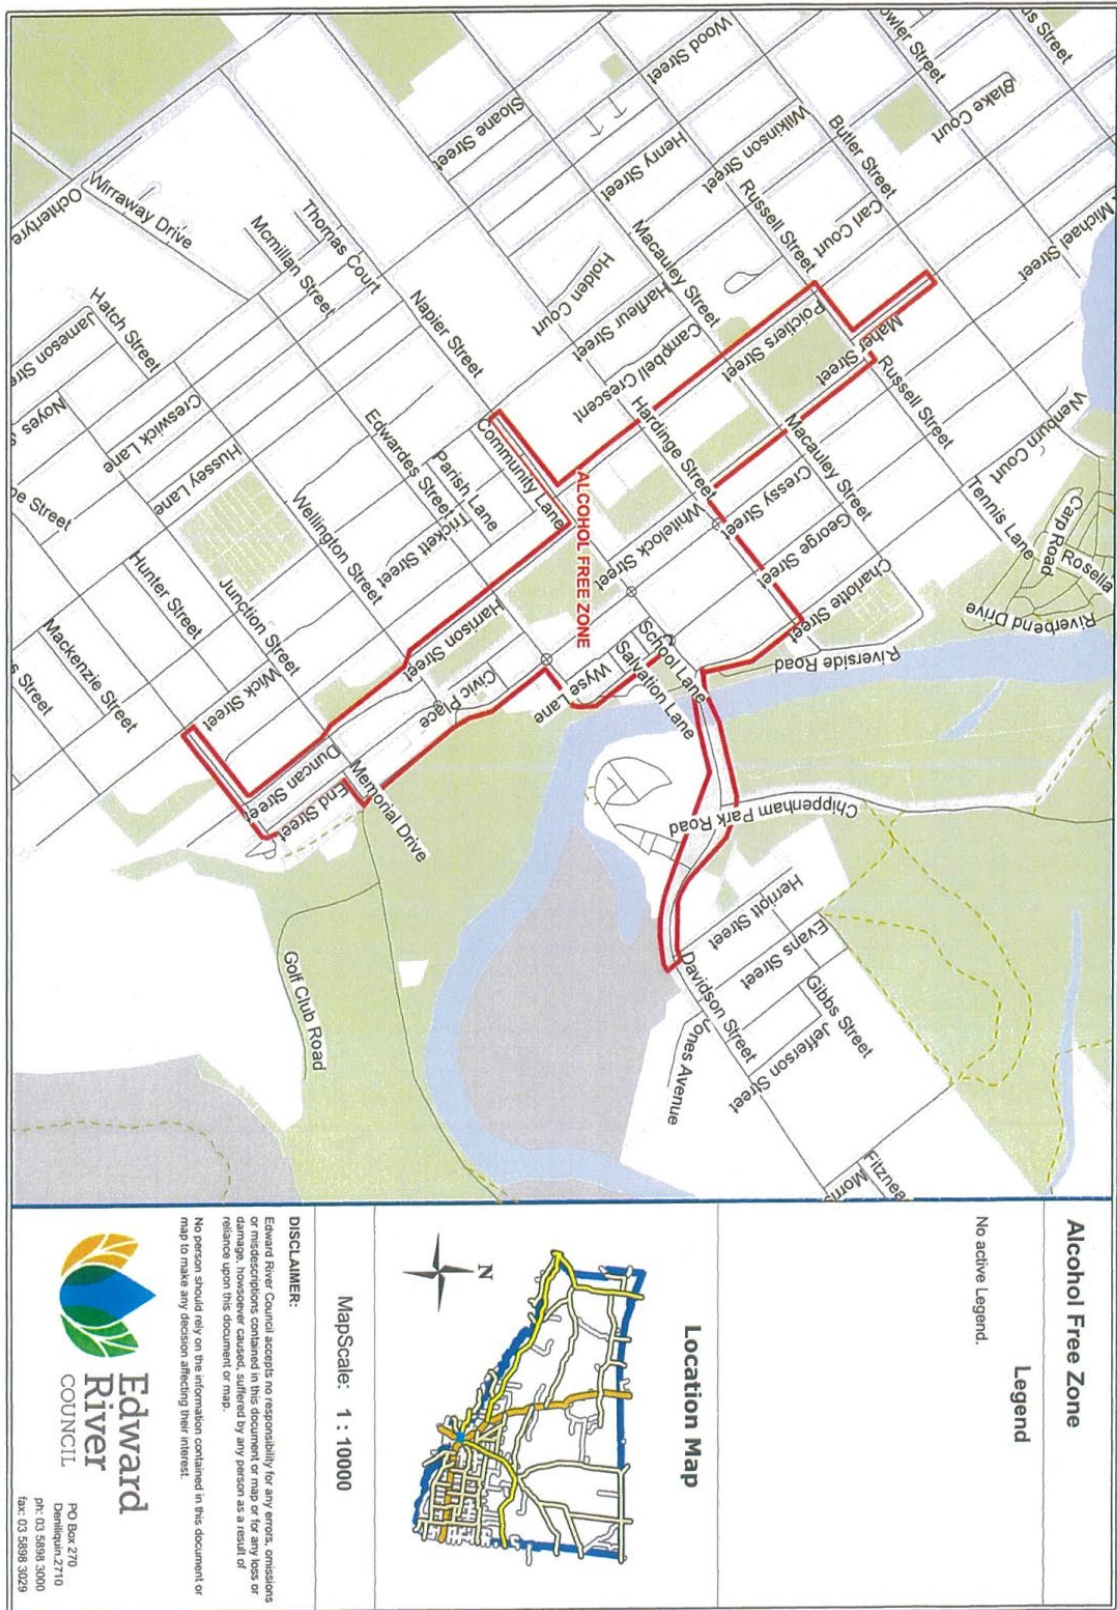 Alcohol Free Zone
Legend
No active Legend.
Location Map
N
MapScale: 1 : 10000
DISCLAIMER:
Edward River Council accepts no responsibility for any errors, omissions
or misdescriptions contained in this document or map or for any loss or
damage, howsoever caused, suffered by any person as a result of
reliance upon this document or map.
No person should rely on the information contained in this document or
map to make any decision affecting their interest.
Edward
River
COUNCIL
PO Box 270
Deniliquin,2710
ph: 03 5898 3000
fax: 03 5898 3029
ALCOHOL FREE ZONE
Wood Street
Sloane Street
Henry Street
Wilkinson Street
Butler Street
Blake Court
Michael Street
Carl Court
Russell Street
Macauley Street
Holden Court
Harfleur Street
Campbell Crescent
Poictiers Street
Maher Street
Russell Street
Wenburn Court
Tennis Lane
Carp Road
Rosella
Riverbend Drive
Riverside Road
Charlotte Street
George Street
Macauley Street
Cressy Street
Hardinge Street
Whitelock Street
School Lane
Salvation Lane
Wyse Lane
Civic Place
Harrison Street
Memorial Drive
End Street
Duncan Street
Wick Street
Junction Street
Hunter Street
Mackenzie Street
Wellington Street
Trickett Street
Parish Lane
Edwardes Street
Community Lane
Napier Street
Thomas Court
Mcmillan Street
Wirraway Drive
Ochtertyre
Hatch Street
Jameson Stre
Noyes
Creswick Lane
Hussey Lane
Golf Club Road
Chippenham Park Road
Herriott Street
Evans Street
Gibbs Street
Jefferson Street
Davidson Street
ones Avenue
Fitznea
Morri